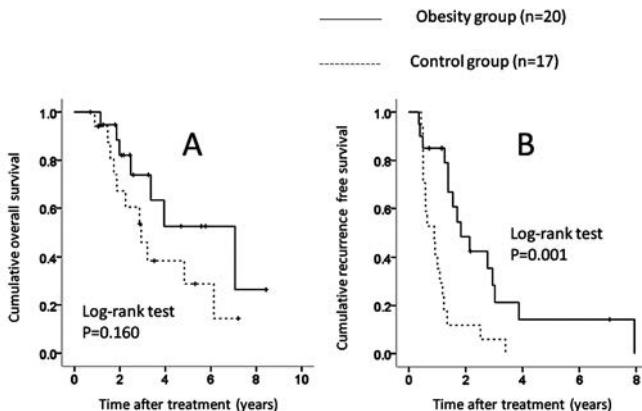 Obesity group (n=20)
Control group (n=17)
A
Cumulative overall survival
1.0
0.8
0.6
0.4
0.2
0.0
Log-rank test
P=0.160
0 2 4 6 8 10
Time after treatment (years)
B
Cumulative recurrence free survival
1.0
0.8
0.6
0.4
0.2
0.0
Log-rank test
P=0.001
0 2 4 6 8
Time after treatment (years)